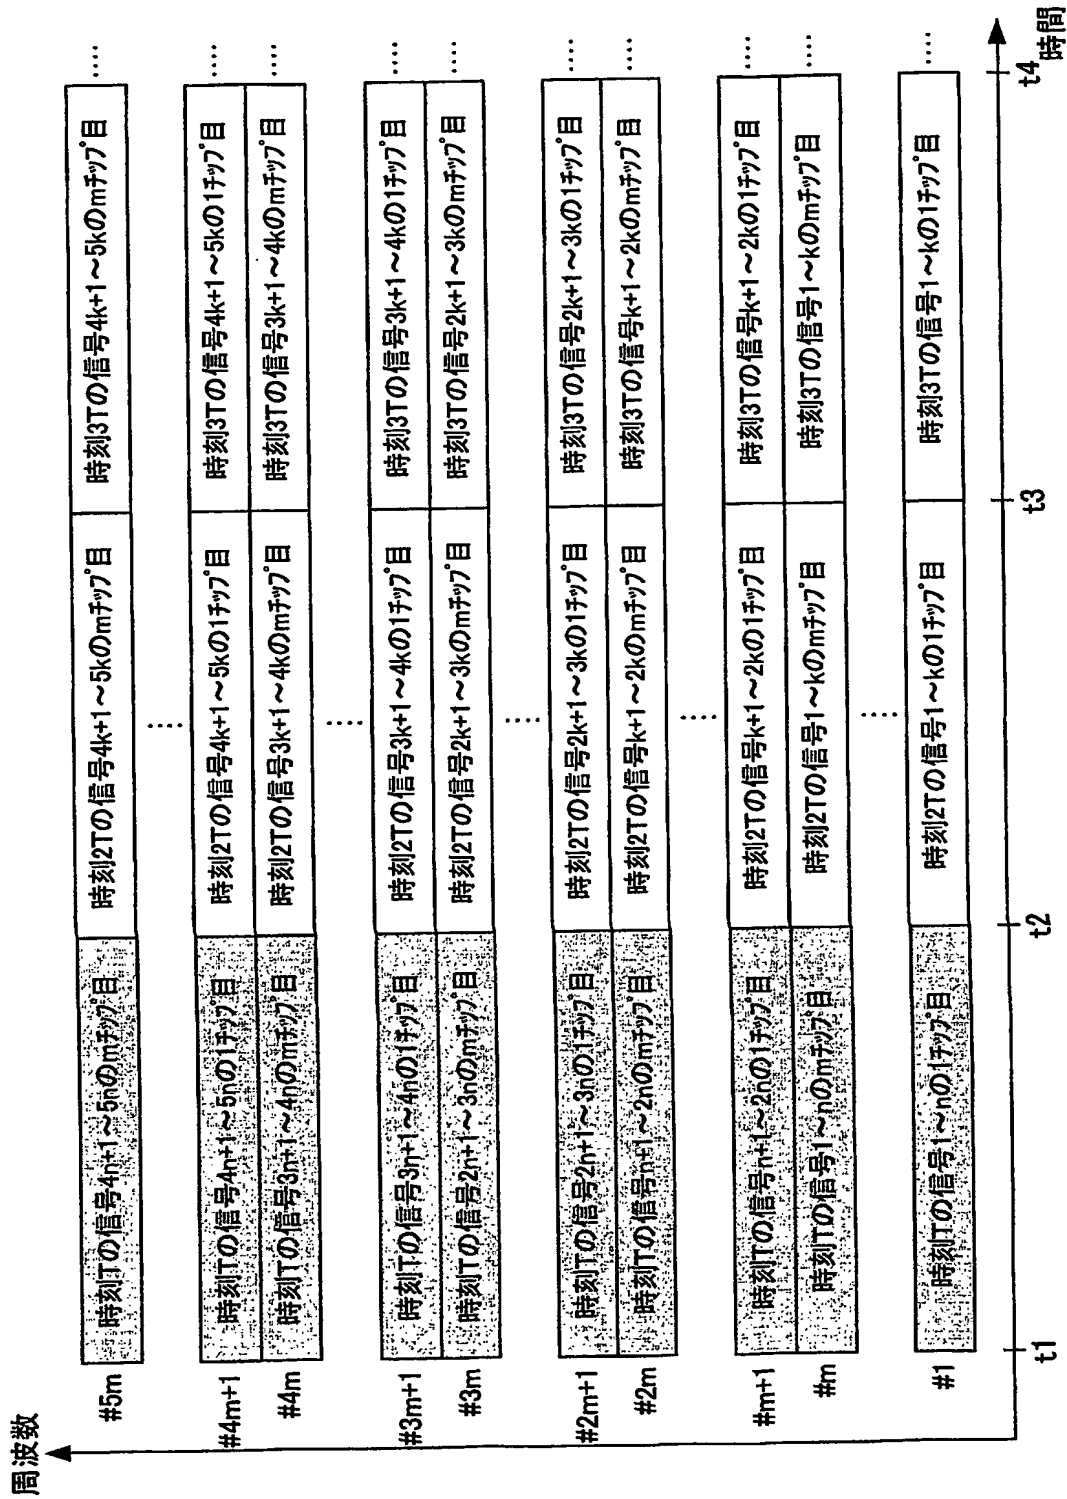 周波数
#5m
時刻Tの信号4n+1～5nのmチップ目
時刻2Tの信号4k+1～5kのmチップ目
時刻3Tの信号4k+1～5kのmチップ目
....
....
#4m+1
時刻Tの信号4n+1～5nの1チップ目
時刻2Tの信号4k+1～5kの1チップ目
時刻3Tの信号4k+1～5kの1チップ目
....
#4m
時刻Tの信号3n+1～4nのmチップ目
時刻2Tの信号3k+1～4kのmチップ目
時刻3Tの信号3k+1～4kのmチップ目
....
....
#3m+1
時刻Tの信号3n+1～4nの1チップ目
時刻2Tの信号3k+1～4kの1チップ目
時刻3Tの信号3k+1～4kの1チップ目
....
#3m
時刻Tの信号2n+1～3nのmチップ目
時刻2Tの信号2k+1～3kのmチップ目
時刻3Tの信号2k+1～3kのmチップ目
....
....
#2m+1
時刻Tの信号2n+1～3nの1チップ目
時刻2Tの信号2k+1～3kの1チップ目
時刻3Tの信号2k+1～3kの1チップ目
....
#2m
時刻Tの信号n+1～2nのmチップ目
時刻2Tの信号k+1～2kのmチップ目
時刻3Tの信号k+1～2kのmチップ目
....
....
#m+1
時刻Tの信号n+1～2nの1チップ目
時刻2Tの信号k+1～2kの1チップ目
時刻3Tの信号k+1～2kの1チップ目
....
#m
時刻Tの信号1～nのmチップ目
時刻2Tの信号1～kのmチップ目
時刻3Tの信号1～kのmチップ目
....
....
#1
時刻Tの信号1～nの1チップ目
時刻2Tの信号1～kの1チップ目
時刻3Tの信号1～kの1チップ目
....
t1
t2
t3
t4
時間